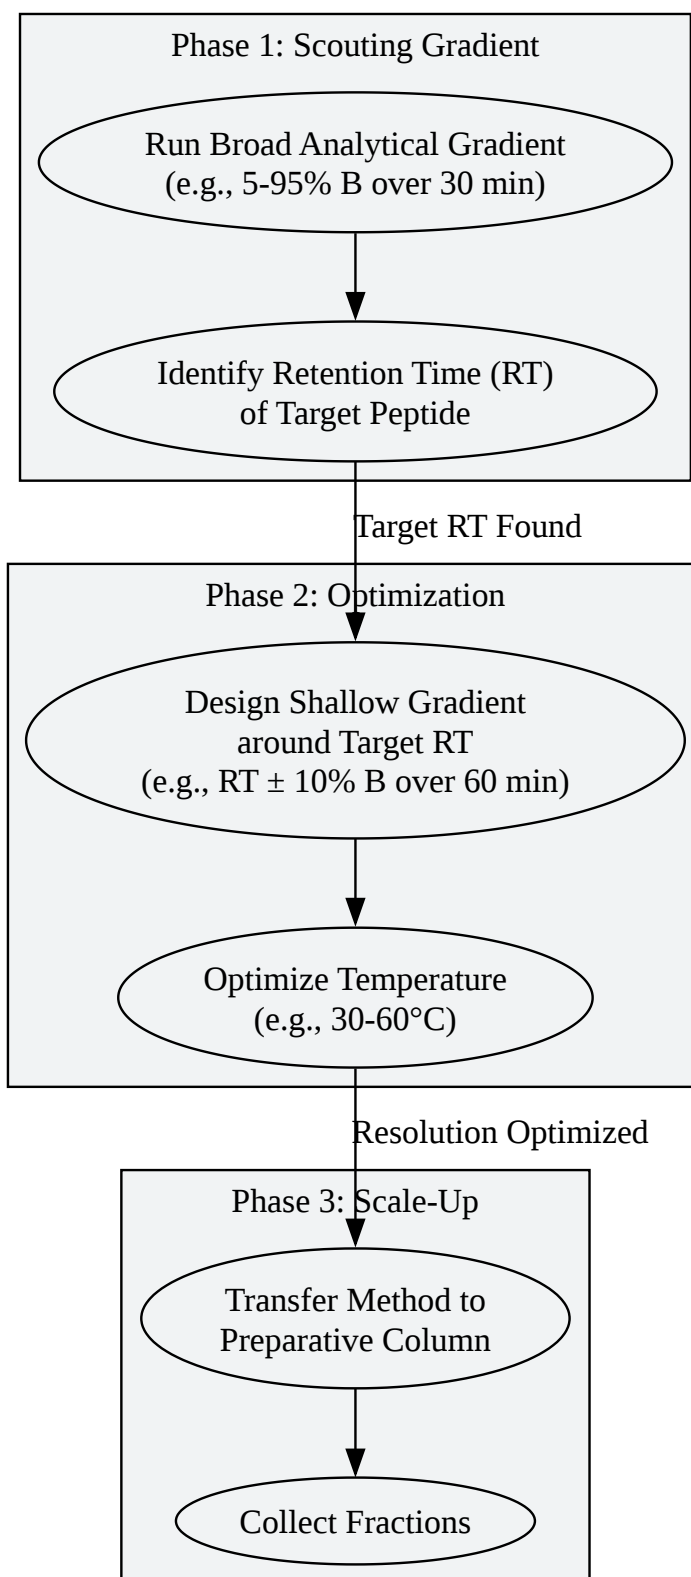 Phase 1: Scouting Gradient
Run Broad Analytical Gradient
(e.g., 5-95% B over 30 min)
Identify Retention Time (RT)
of Target Peptide
Target RT Found
Phase 2: Optimization
Design Shallow Gradient
around Target RT
(e.g., RT ± 10% B over 60 min)
Optimize Temperature
(e.g., 30-60°C)
Resolution Optimized
Phase 3: Scale-Up
Transfer Method to
Preparative Column
Collect Fractions